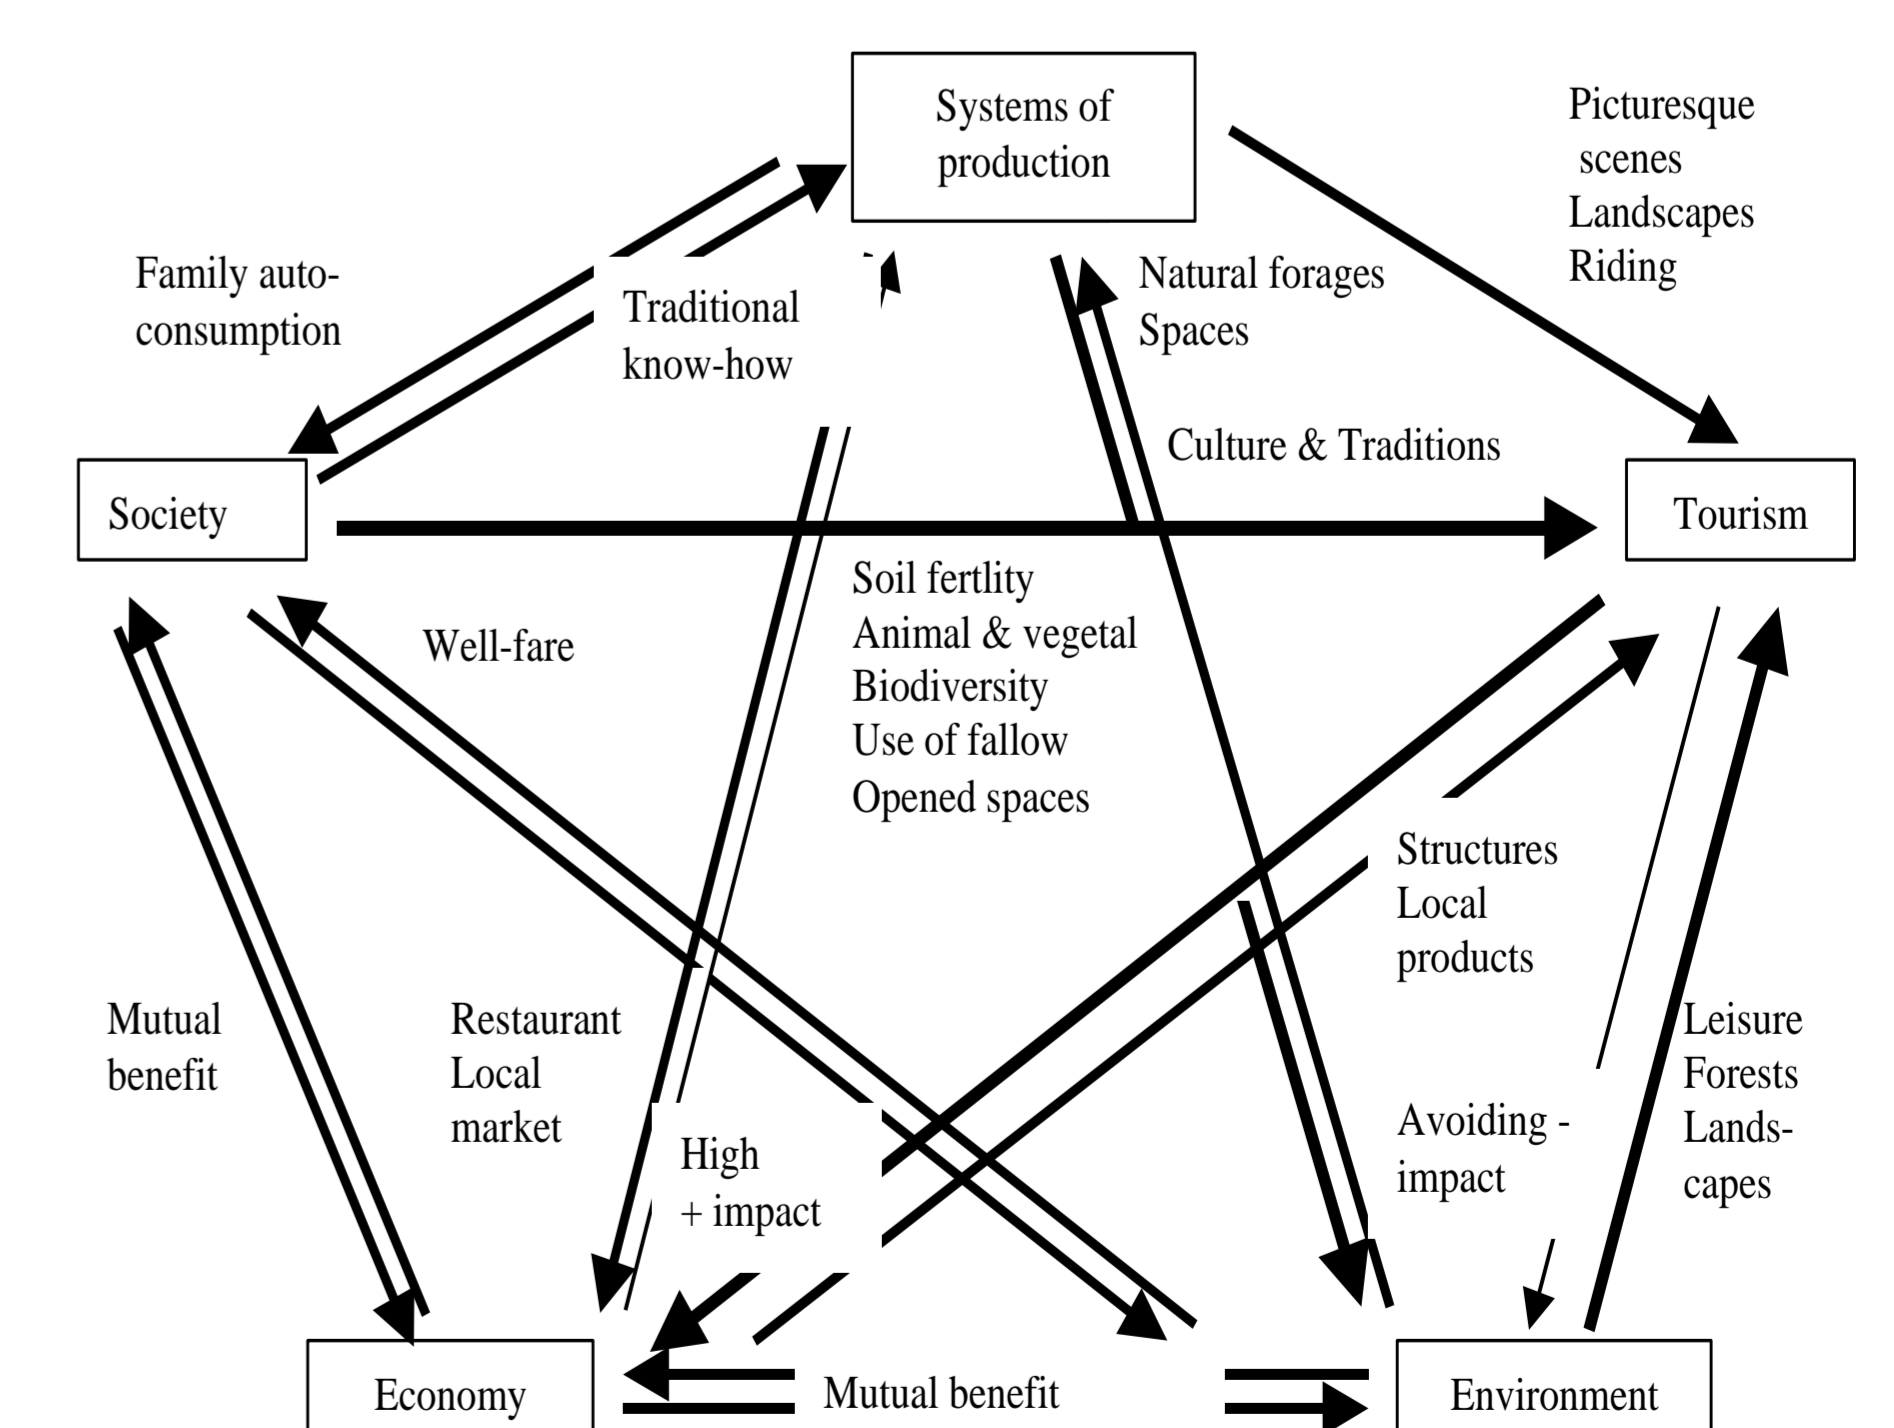 Systems of
production
Picturesque
scenes
Landscapes
Riding
Family auto-
consumption
Traditional
know-how
Natural forages
Spaces
Culture & Traditions
Society
Tourism
Soil fertlity
Animal & vegetal
Biodiversity
Use of fallow
Opened spaces
Well-fare
Structures
Local
products
Mutual
benefit
Restaurant
Local
market
High
+ impact
Avoiding -
impact
Leisure
Forests
Lands-
capes
Economy
Mutual benefit
Environment